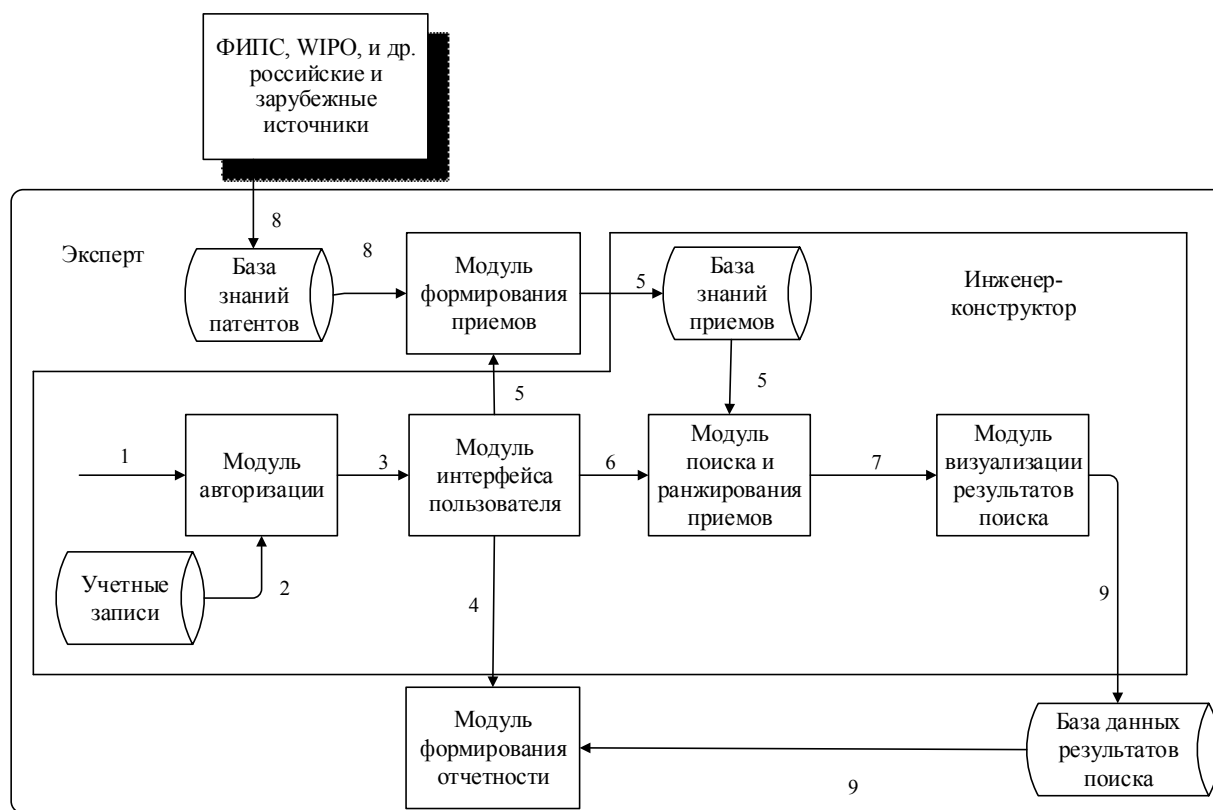 ФИПС, WIPO, и др.
российские и
зарубежные
источники
8
Эксперт
База
знаний
патентов
8
Модуль
формирования
приемов
5
База
знаний
приемов
Инженер-
конструктор
5
5
1
Модуль
авторизации
3
Модуль
интерфейса
пользователя
6
Модуль
поиска и
ранжирования
приемов
7
Модуль
визуализации
результатов
поиска
Учетные
записи
2
4
9
Модуль
формирования
отчетности
9
База данных
результатов
поиска